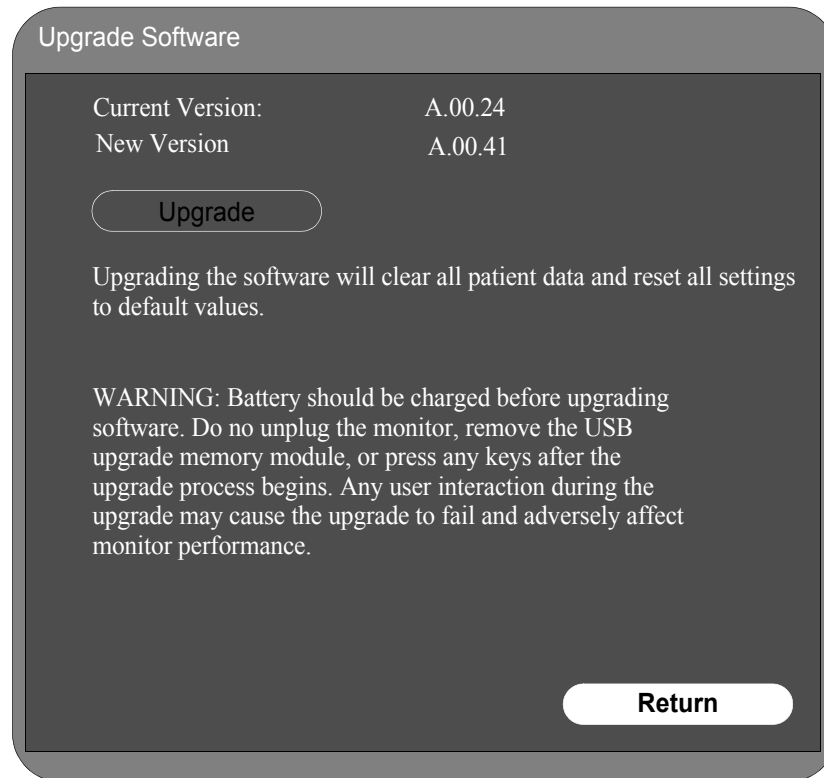 Upgrade Software
Current Version: A.00.24
New Version A.00.41
Upgrade
Upgrading the software will clear all patient data and reset all settings
to default values.
WARNING: Battery should be charged before upgrading
software. Do no unplug the monitor, remove the USB
upgrade memory module, or press any keys after the
upgrade process begins. Any user interaction during the
upgrade may cause the upgrade to fail and adversely affect
monitor performance.
Return